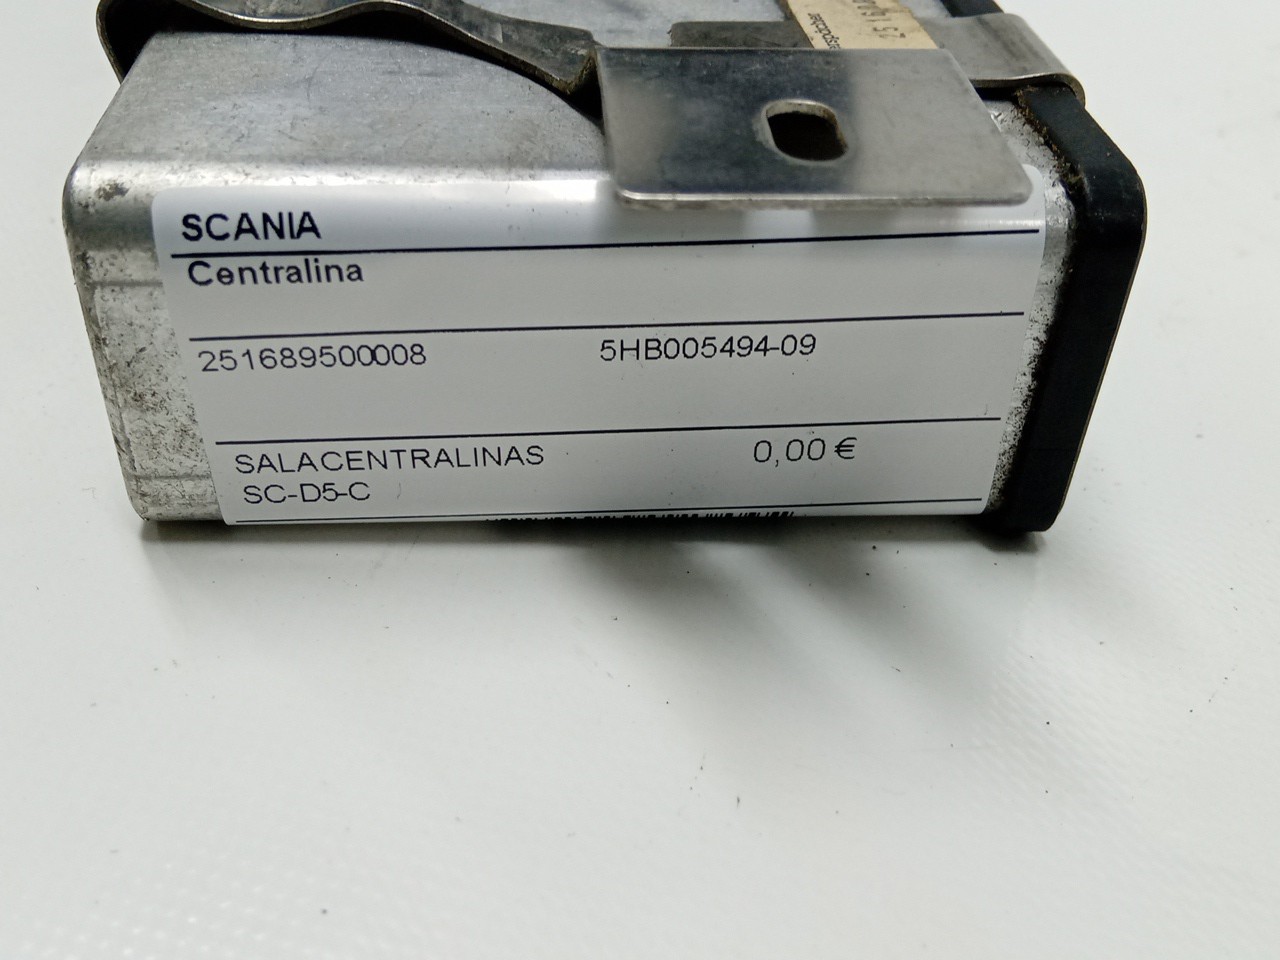 SCANIA
Centralina
251689500008 5HB005494-09
SALACENTRALINAS 0,00 €
SC-D5-C